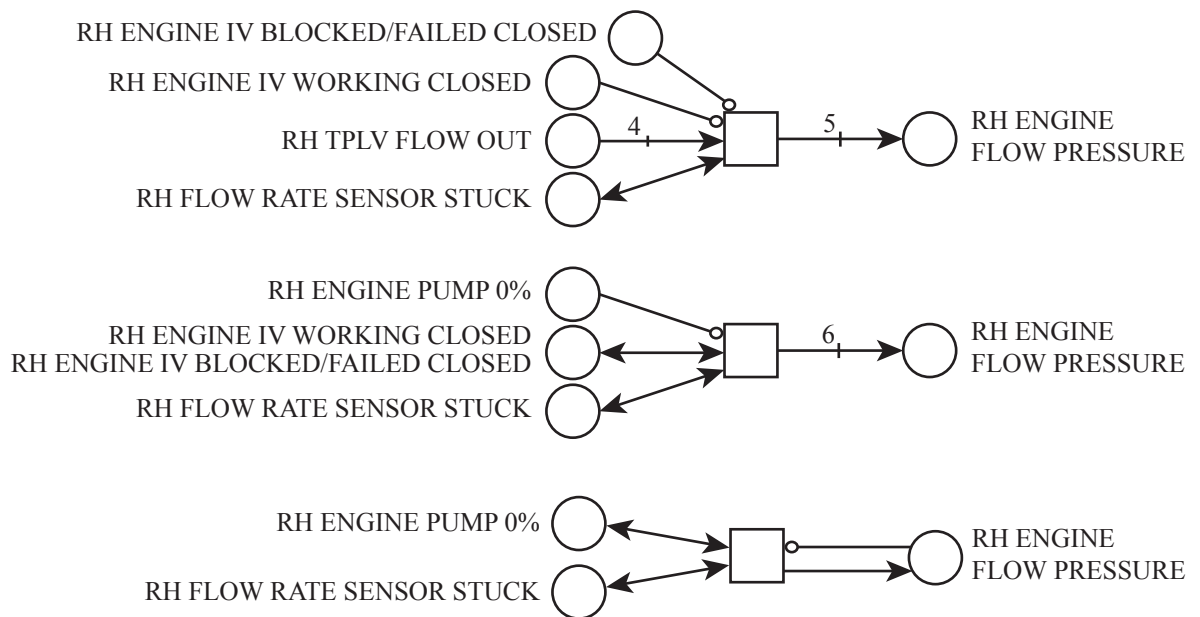 RH ENGINE IV BLOCKED/FAILED CLOSED
RH ENGINE IV WORKING CLOSED
RH TPLV FLOW OUT
4
5
RH ENGINE
FLOW PRESSURE
RH FLOW RATE SENSOR STUCK
RH ENGINE PUMP 0%
RH ENGINE IV WORKING CLOSED
RH ENGINE IV BLOCKED/FAILED CLOSED
6
RH ENGINE
FLOW PRESSURE
RH FLOW RATE SENSOR STUCK
RH ENGINE PUMP 0%
RH ENGINE
FLOW PRESSURE
RH FLOW RATE SENSOR STUCK